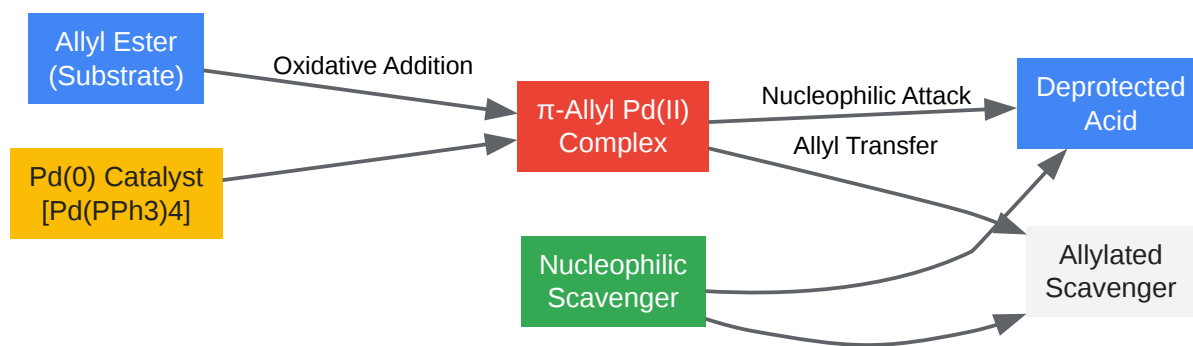 Allyl Ester
(Substrate)
Oxidative Addition
π-Allyl Pd(II)
Complex
Nucleophilic Attack
Deprotected
Acid
Allyl Transfer
Pd(0) Catalyst
[Pd(PPh3)4]
Nucleophilic
Scavenger
Allylated
Scavenger